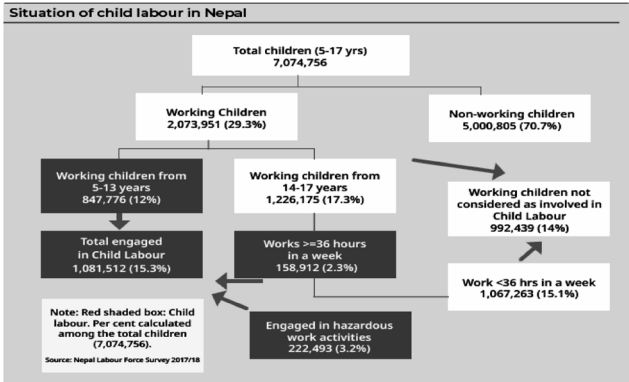 Situation of child labour in Nepal
Total children (5-17 yrs)
7,074,756
Working Children
2,073,951 (29.3%)
Non-working children
5,000,805 (70.7%)
Working children from
5-13 years
847,776 (12%)
Working children from
14-17 years
1,226,175 (17.3%)
Working children not
considered as involved in
Child Labour
992,439 (14%)
Total engaged
in Child Labour
1,081,512 (15.3%)
Works >=36 hours
in a week
158,912 (2.3%)
Work <36 hrs in a week
1,067,263 (15.1%)
Note: Red shaded box: Child
labour. Per cent calculated
among the total children
(7,074,756).
Source: Nepal Labour Force Survey 2017/18
Engaged in hazardous
work activities
222,493 (3.2%)